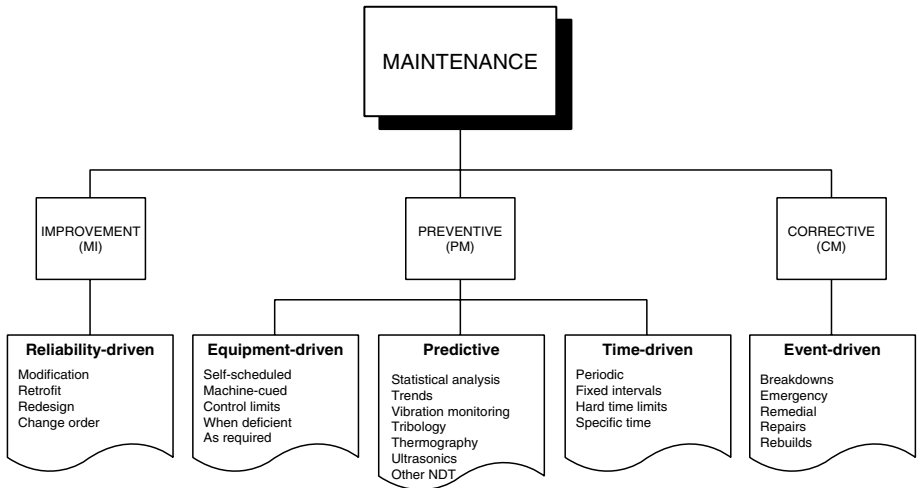 MAINTENANCE
IMPROVEMENT
(MI)
PREVENTIVE
(PM)
CORRECTIVE
(CM)
Reliability-driven
Modification
Retrofit
Redesign
Change order
Equipment-driven
Self-scheduled
Machine-cued
Control limits
When deficient
As required
Predictive
Statistical analysis
Trends
Vibration monitoring
Tribology
Thermography
Ultrasonics
Other NDT
Time-driven
Periodic
Fixed intervals
Hard time limits
Specific time
Event-driven
Breakdowns
Emergency
Remedial
Repairs
Rebuilds